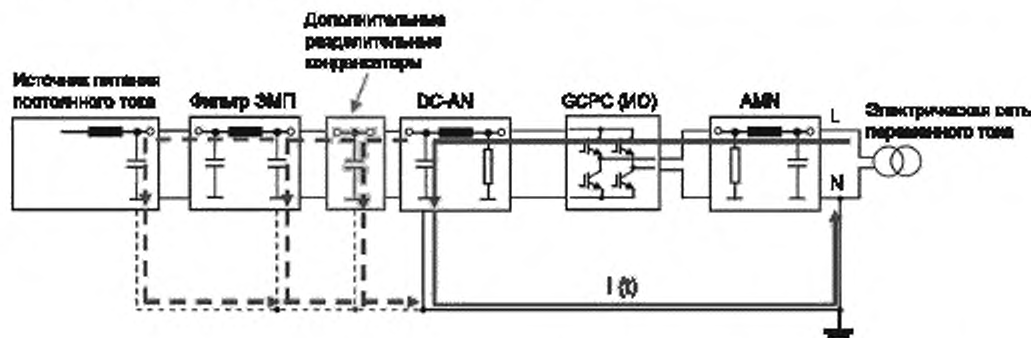 Дополнительные
разделительные
конденсаторы
Источник питания
постоянного тока
Фильтр ЭМП
DC-AN
GCPC (ИО)
AMN
L
Электрическая сеть
переменного тока
N
I (t)